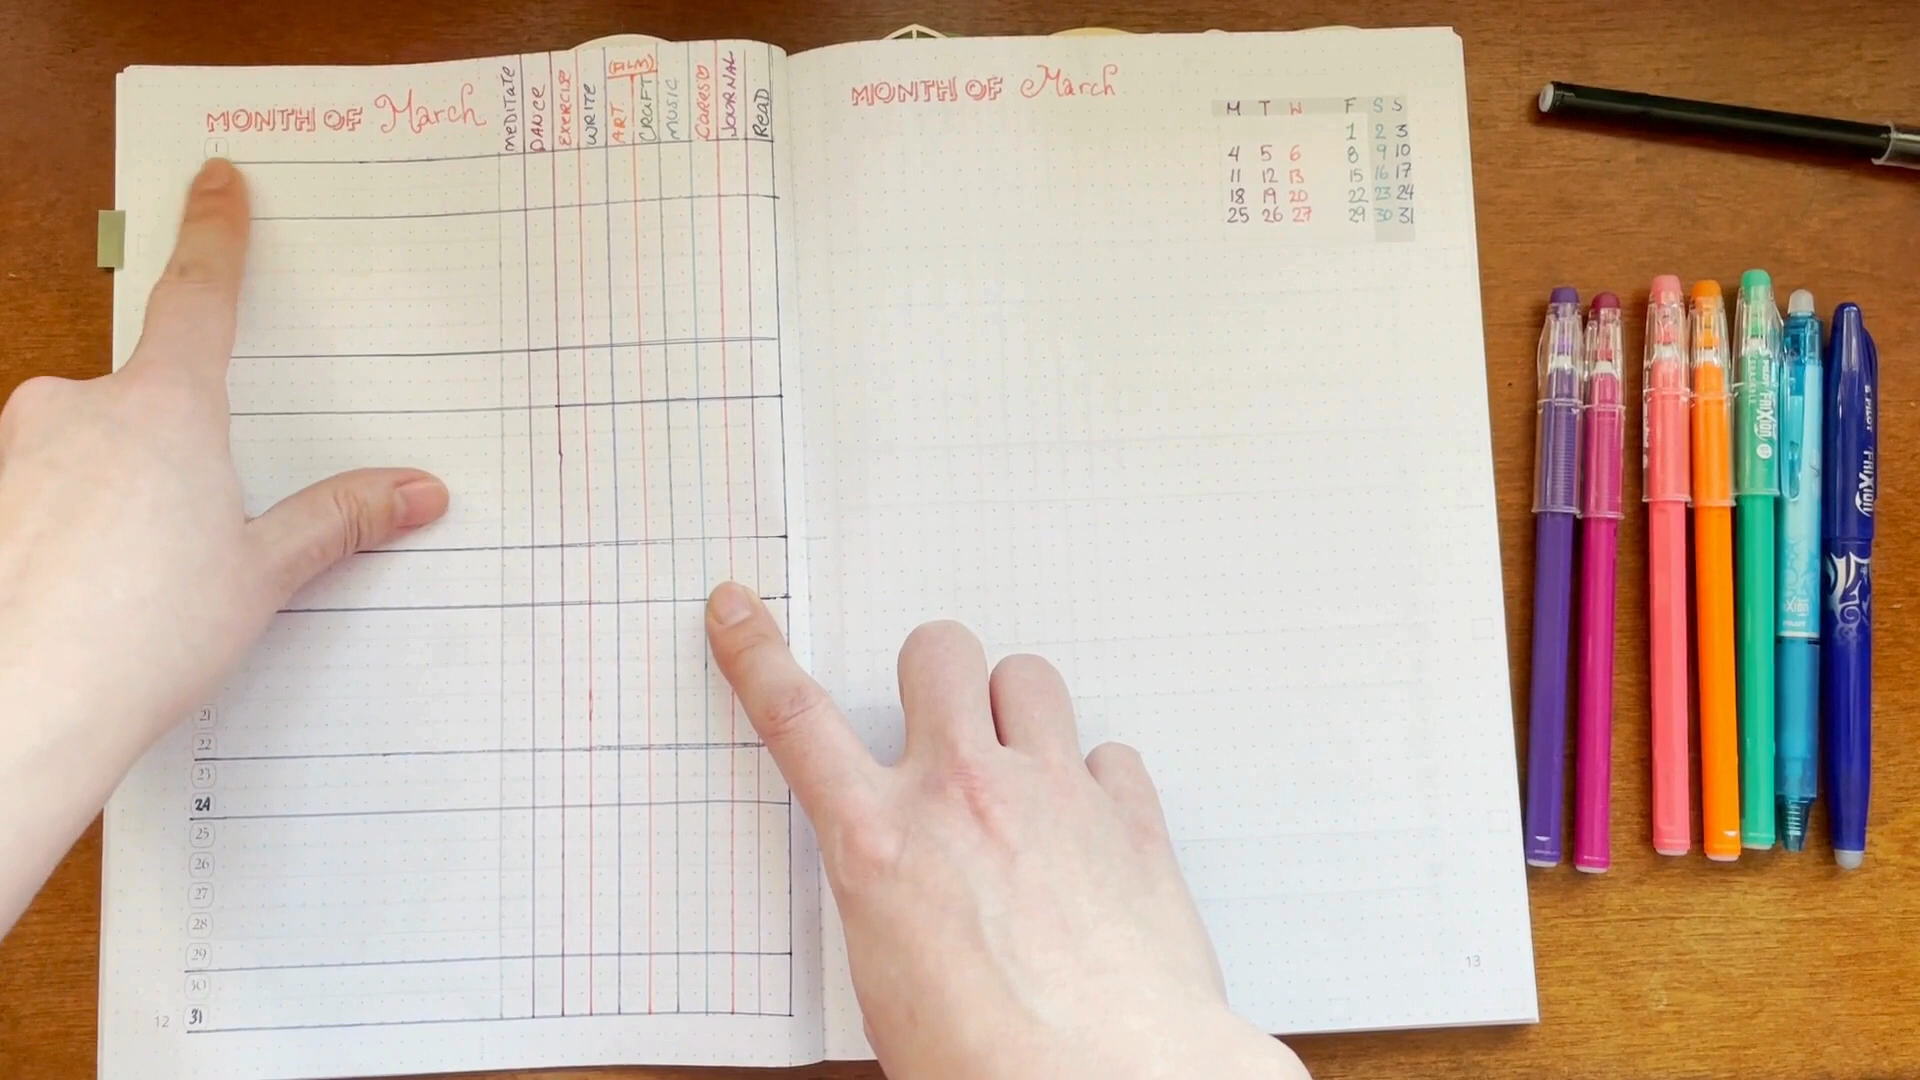 MONTH OF March
MEDITATE
DANCE
EXERCISE
WRITE
(FILM)
ART
CRAFT
MUSIC
CARESS
JOURNAL
READ
1
21
22
23
24
25
26
27
28
29
30
31
12
MONTH OF March
M T W F S S
1 2 3
4 5 6 8 9 10
11 12 13 15 16 17
18 19 20 22 23 24
25 26 27 29 30 31
13
PILOT FRIXION
FRIXION
PILOT